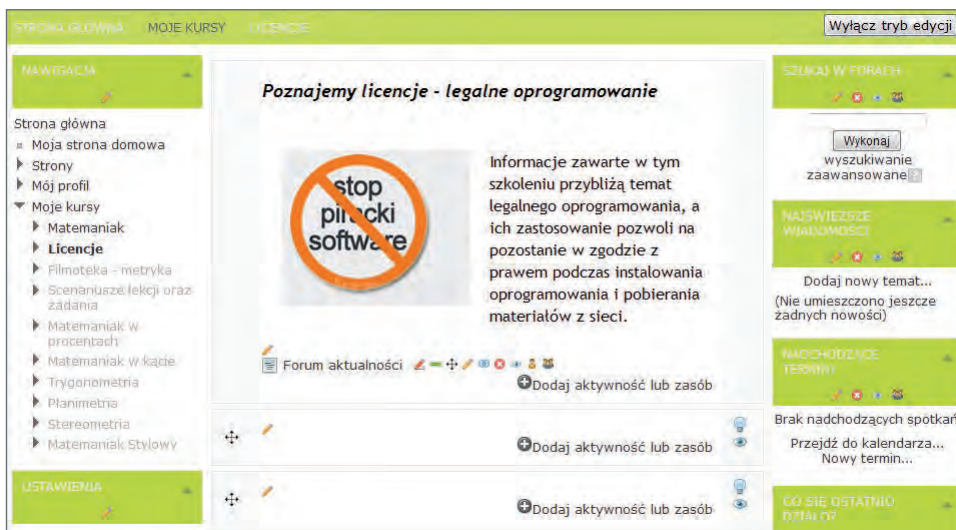 STRONA GŁÓWNA MOJE KURSY LICENCJE
Wyłącz tryb edycji
NAWIGACJA
Strona główna
Moja strona domowa
Strony
Mój profil
Moje kursy
Matemaniak
Licencje
Filmoteka - metryka
Scenariusze lekcji oraz
zadania
Matemaniak w
procentach
Matemaniak w kącie
Trygonometria
Planimetria
Stereometria
Matemaniak Stylowy
USTAWIENIA
Poznajemy licencje - legalne oprogramowanie
stop
piracki
software
Informacje zawarte w tym
szkoleniu przybliżą temat
legalnego oprogramowania, a
ich zastosowanie pozwoli na
pozostanie w zgodzie z
prawem podczas instalowania
oprogramowania i pobierania
materiałów z sieci.
Forum aktualności
Dodaj aktywność lub zasób
Dodaj aktywność lub zasób
Dodaj aktywność lub zasób
SZUKAJ W FORACH
Wykonaj
wyszukiwanie
zaawansowane
NAJŚWIEŻSZE
WIADOMOŚCI
Dodaj nowy temat...
(Nie umieszczono jeszcze
żadnych nowości)
NADCHODZĄCE
TERMINY
Brak nadchodzących spotkań
Przejdź do kalendarza...
Nowy termin...
CO SIĘ OSTATNIO
DZIAŁO?